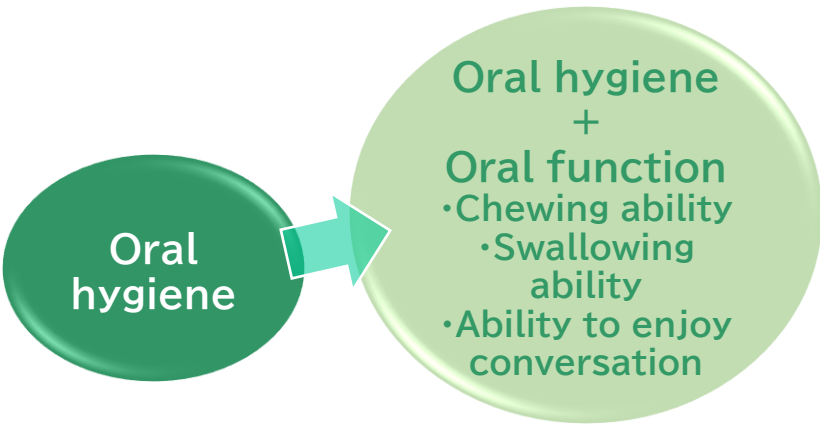 Oral
hygiene
Oral hygiene
+
Oral function
・Chewing ability
・Swallowing
ability
・Ability to enjoy
conversation